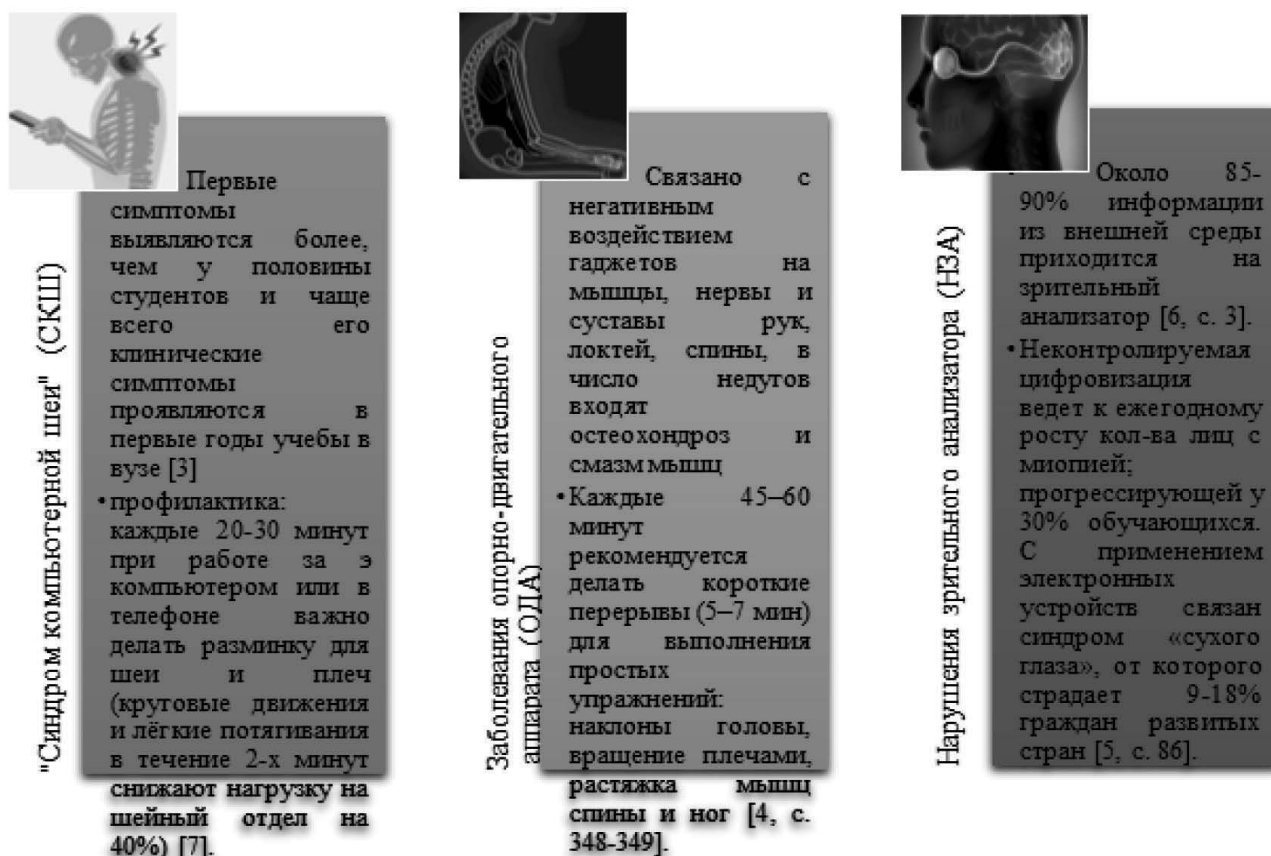 "Синдром компьютерной шеи" (СКШ)
Первые
симптомы
выявляются более,
чем у половины
студентов и чаще
всего его
клинические
симптомы
проявляются в
первые годы учебы в
вузе [3]
• профилактика:
каждые 20-30 минут
при работе за э
компьютером или в
телефоне важно
делать разминку для
шеи и плеч
(круговые движения
и лёгкие потягивания
в течение 2-х минут
снижают нагрузку на
шейный отдел на
40%) [7].
Заболевания опорно-двигательного
аппарата (ОДА)
Связано с
негативным
воздействием
гаджетов на
мышцы, нервы и
суставы рук,
локтей, спины, в
число недугов
входят
остеохондроз и
смазм мышц
• Каждые 45–60
минут
рекомендуется
делать короткие
перерывы (5–7 мин)
для выполнения
простых
упражнений:
наклоны головы,
вращение плечами,
растяжка мышц
спины и ног [4, с.
348-349].
Нарушения зрительного анализатора (НЗА)
• Около 85-
90% информации
из внешней среды
приходится на
зрительный
анализатор [6, с. 3].
• Неконтролируемая
цифровизация
ведет к ежегодному
росту кол-ва лиц с
миопией;
прогрессирующей у
30% обучающихся.
С применением
электронных
устройств связан
синдром «сухого
глаза», от которого
страдает 9-18%
граждан развитых
стран [5, с. 86].